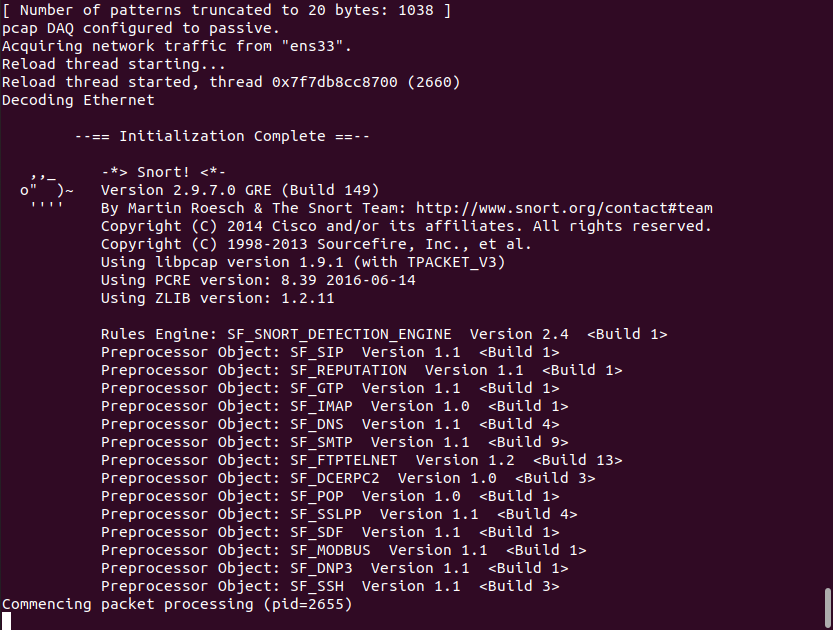 [ Number of patterns truncated to 20 bytes: 1038 ]
pcap DAQ configured to passive.
Acquiring network traffic from "ens33".
Reload thread starting...
Reload thread started, thread 0x7f7db8cc8700 (2660)
Decoding Ethernet
--== Initialization Complete ==--
,,_ -*> Snort! <*-
o" )~ Version 2.9.7.0 GRE (Build 149)
'''' By Martin Roesch & The Snort Team: http://www.snort.org/contact#team
Copyright (C) 2014 Cisco and/or its affiliates. All rights reserved.
Copyright (C) 1998-2013 Sourcefire, Inc., et al.
Using libpcap version 1.9.1 (with TPACKET_V3)
Using PCRE version: 8.39 2016-06-14
Using ZLIB version: 1.2.11
Rules Engine: SF_SNORT_DETECTION_ENGINE Version 2.4 <Build 1>
Preprocessor Object: SF_SIP Version 1.1 <Build 1>
Preprocessor Object: SF_REPUTATION Version 1.1 <Build 1>
Preprocessor Object: SF_GTP Version 1.1 <Build 1>
Preprocessor Object: SF_IMAP Version 1.0 <Build 1>
Preprocessor Object: SF_DNS Version 1.1 <Build 4>
Preprocessor Object: SF_SMTP Version 1.1 <Build 9>
Preprocessor Object: SF_FTPTELNET Version 1.2 <Build 13>
Preprocessor Object: SF_DCERPC2 Version 1.0 <Build 3>
Preprocessor Object: SF_POP Version 1.0 <Build 1>
Preprocessor Object: SF_SSLPP Version 1.1 <Build 4>
Preprocessor Object: SF_SDF Version 1.1 <Build 1>
Preprocessor Object: SF_MODBUS Version 1.1 <Build 1>
Preprocessor Object: SF_DNP3 Version 1.1 <Build 1>
Preprocessor Object: SF_SSH Version 1.1 <Build 3>
Commencing packet processing (pid=2655)